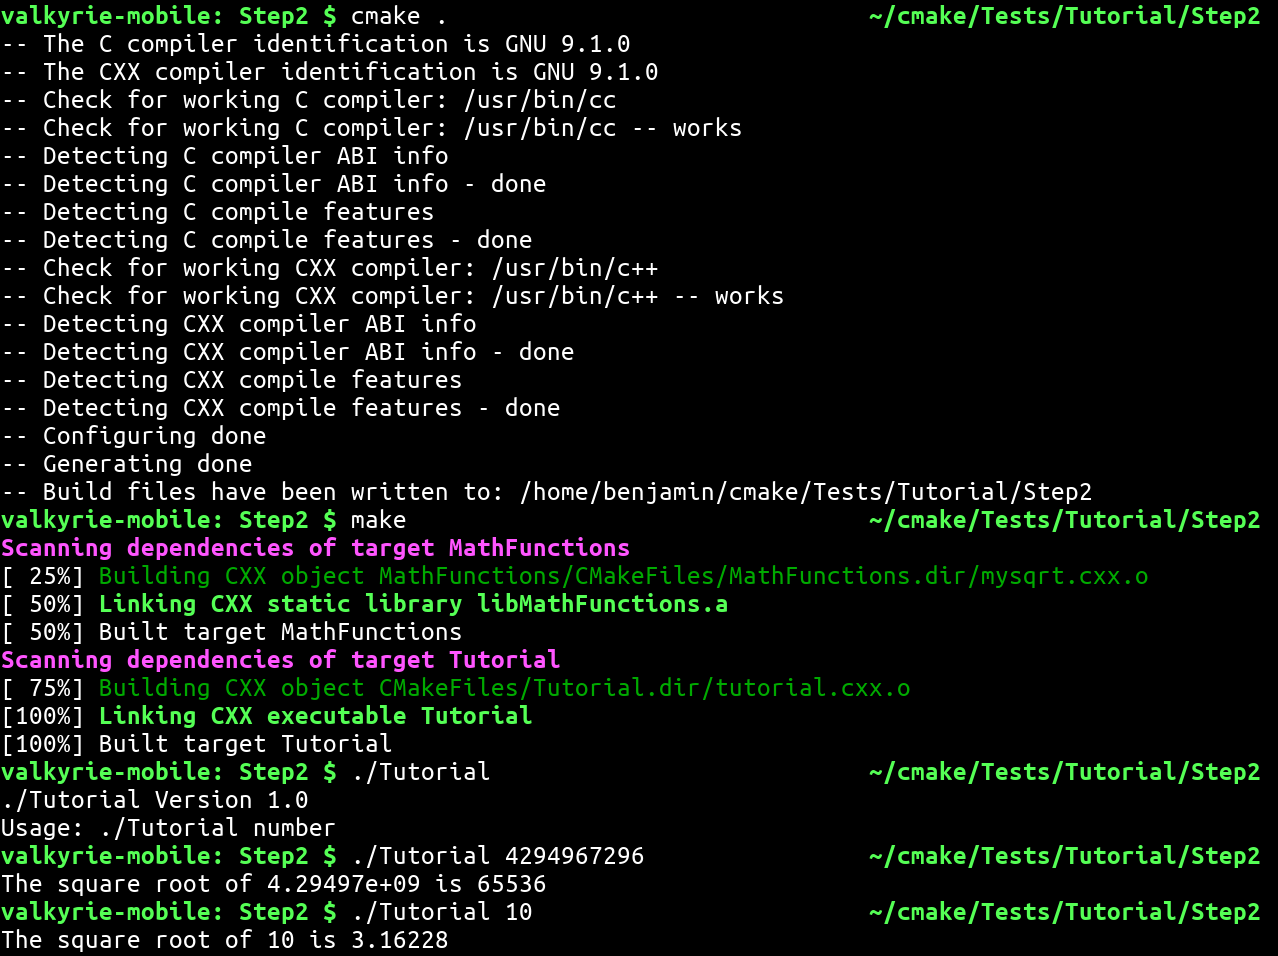 valkyrie-mobile: Step2 $ cmake . ~/cmake/Tests/Tutorial/Step2
-- The C compiler identification is GNU 9.1.0
-- The CXX compiler identification is GNU 9.1.0
-- Check for working C compiler: /usr/bin/cc
-- Check for working C compiler: /usr/bin/cc -- works
-- Detecting C compiler ABI info
-- Detecting C compiler ABI info - done
-- Detecting C compile features
-- Detecting C compile features - done
-- Check for working CXX compiler: /usr/bin/c++
-- Check for working CXX compiler: /usr/bin/c++ -- works
-- Detecting CXX compiler ABI info
-- Detecting CXX compiler ABI info - done
-- Detecting CXX compile features
-- Detecting CXX compile features - done
-- Configuring done
-- Generating done
-- Build files have been written to: /home/benjamin/cmake/Tests/Tutorial/Step2
valkyrie-mobile: Step2 $ make ~/cmake/Tests/Tutorial/Step2
Scanning dependencies of target MathFunctions
[ 25%] Building CXX object MathFunctions/CMakeFiles/MathFunctions.dir/mysqrt.cxx.o
[ 50%] Linking CXX static library libMathFunctions.a
[ 50%] Built target MathFunctions
Scanning dependencies of target Tutorial
[ 75%] Building CXX object CMakeFiles/Tutorial.dir/tutorial.cxx.o
[100%] Linking CXX executable Tutorial
[100%] Built target Tutorial
valkyrie-mobile: Step2 $ ./Tutorial ~/cmake/Tests/Tutorial/Step2
./Tutorial Version 1.0
Usage: ./Tutorial number
valkyrie-mobile: Step2 $ ./Tutorial 4294967296 ~/cmake/Tests/Tutorial/Step2
The square root of 4.29497e+09 is 65536
valkyrie-mobile: Step2 $ ./Tutorial 10 ~/cmake/Tests/Tutorial/Step2
The square root of 10 is 3.16228